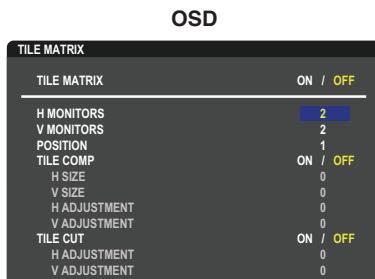 OSD
TILE MATRIX
TILE MATRIX ON / OFF
H MONITORS 2
V MONITORS 2
POSITION 1
TILE COMP ON / OFF
H SIZE 0
V SIZE 0
H ADJUSTMENT 0
V ADJUSTMENT 0
TILE CUT ON / OFF
H ADJUSTMENT 0
V ADJUSTMENT 0